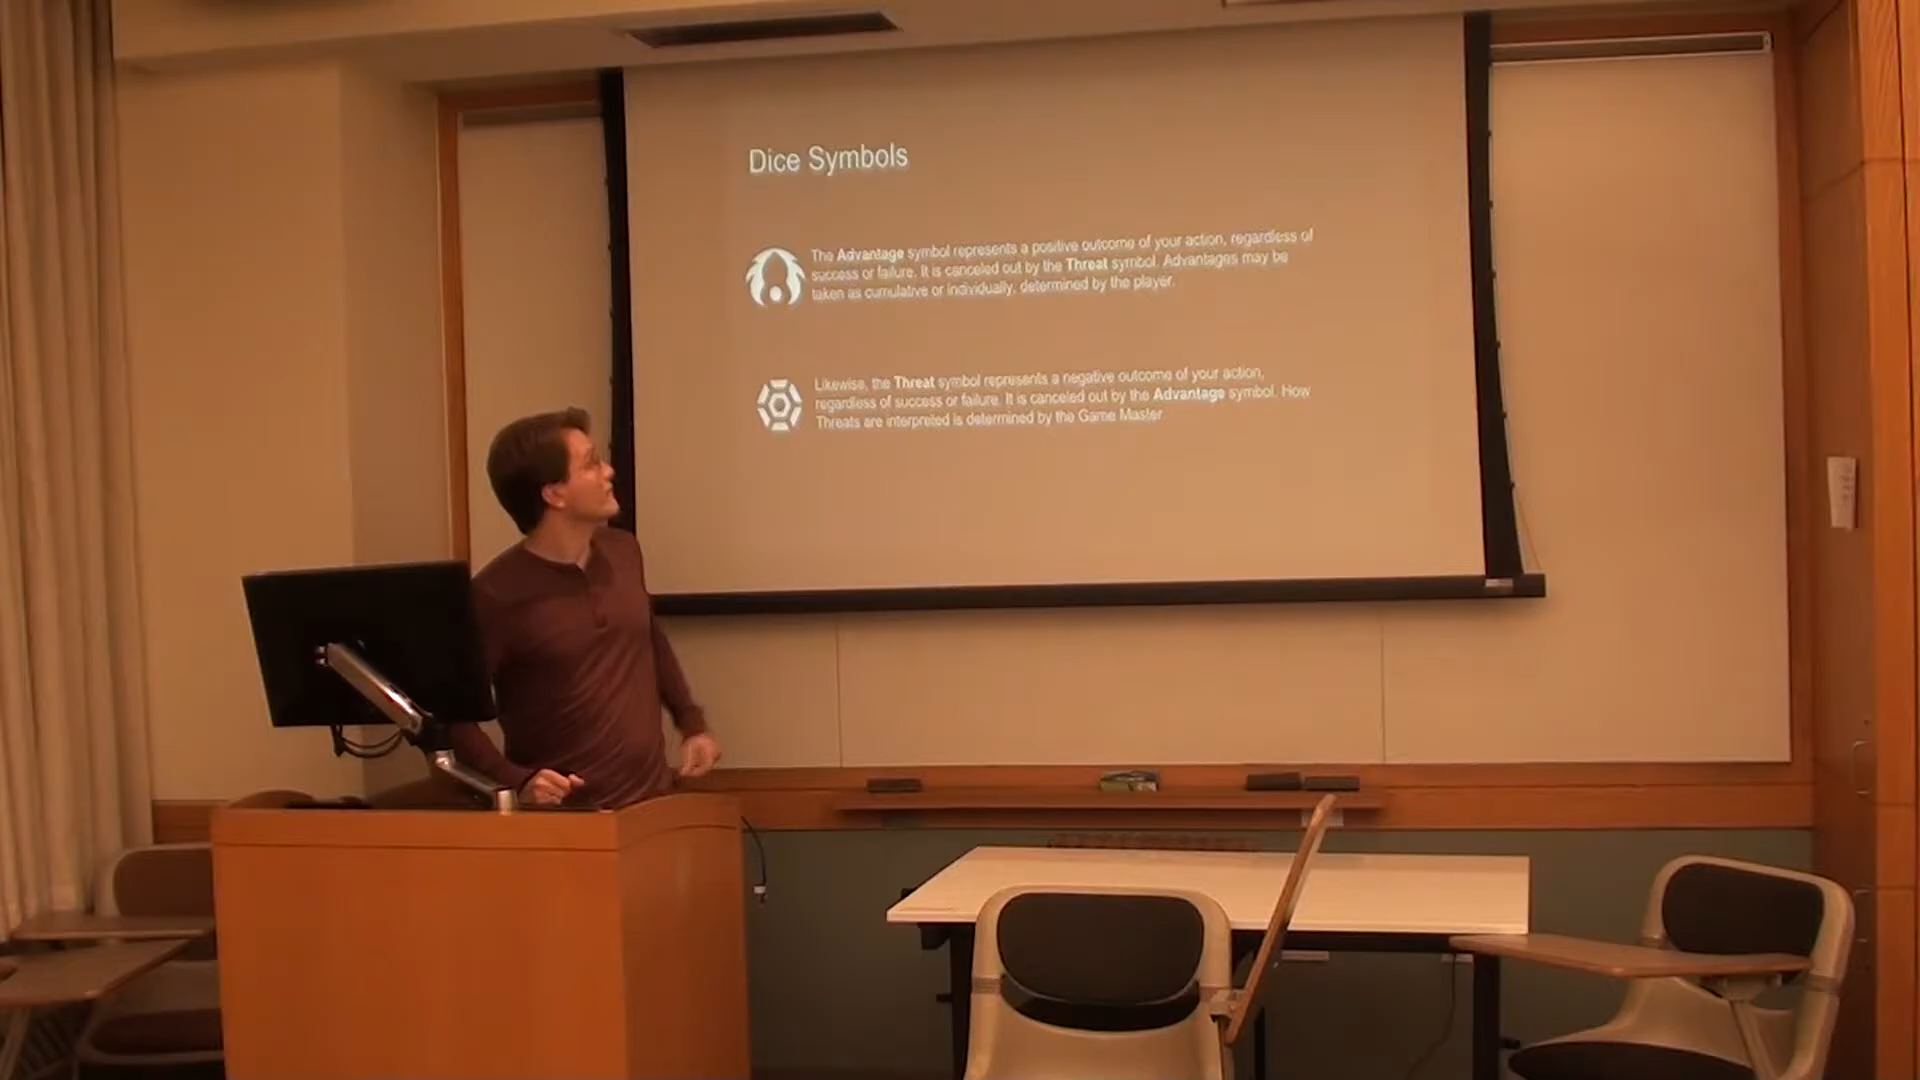 Dice Symbols
The Advantage symbol represents a positive outcome of your action, regardless of
success or failure. It is canceled out by the Threat symbol. Advantages may be
taken as cumulative or individually, determined by the player.
Likewise, the Threat symbol represents a negative outcome of your action,
regardless of success or failure. It is canceled out by the Advantage symbol. How
Threats are interpreted is determined by the Game Master